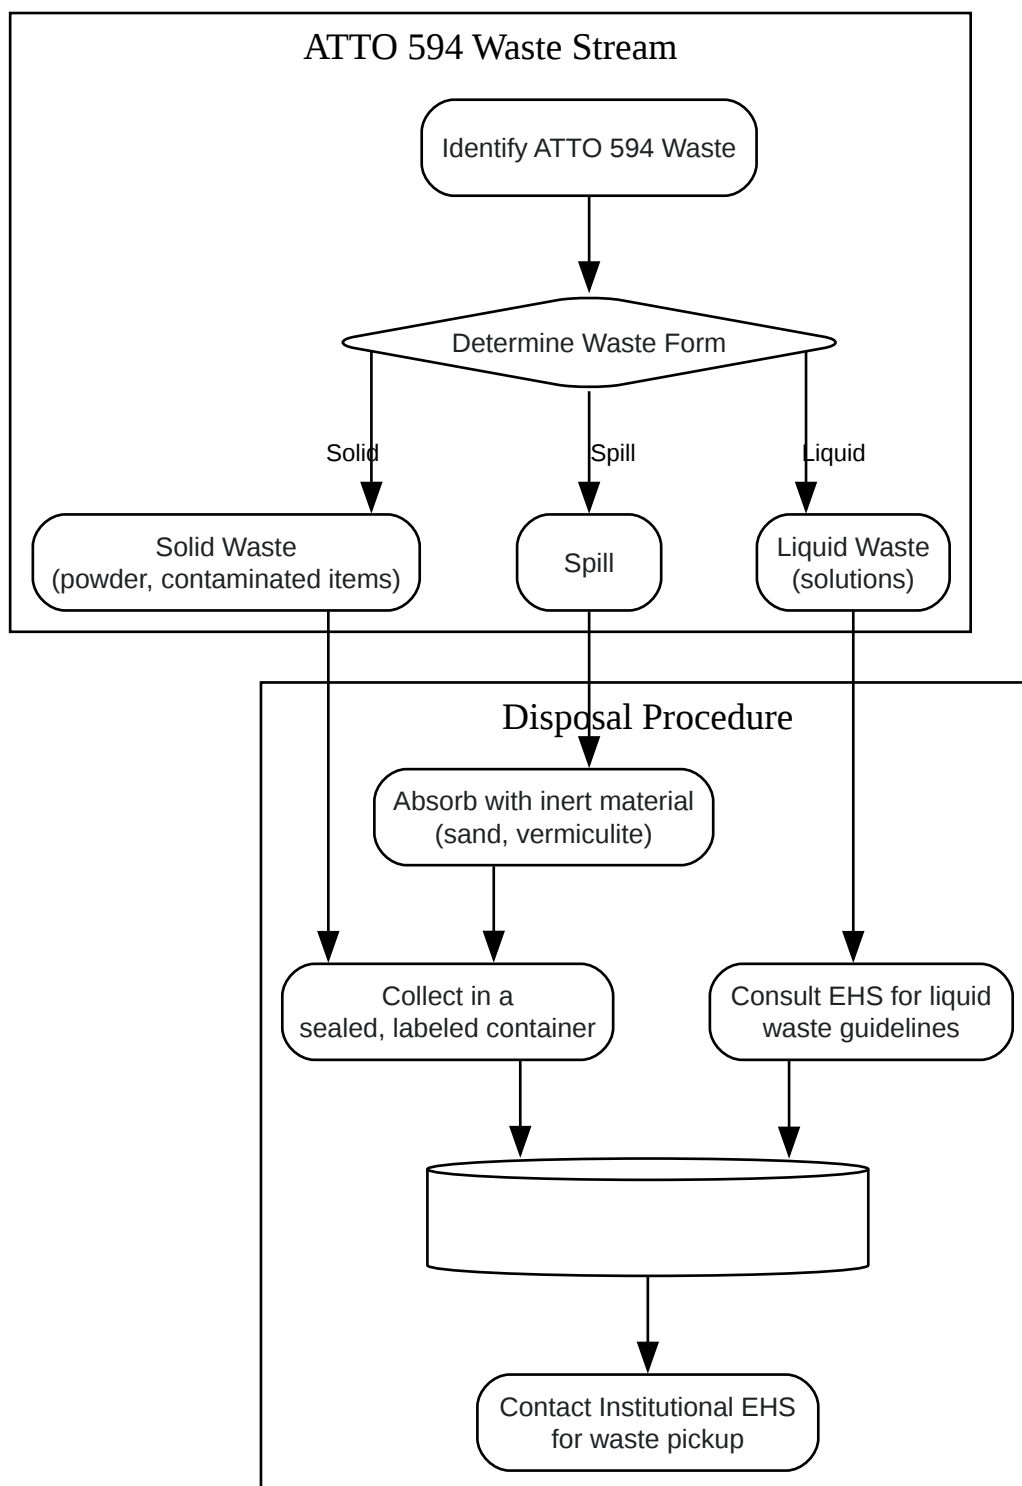 ATTO 594 Waste Stream
Identify ATTO 594 Waste
Determine Waste Form
Solid
Spill
Liquid
Solid Waste
(powder, contaminated items)
Spill
Liquid Waste
(solutions)
Disposal Procedure
Absorb with inert material
(sand, vermiculite)
Collect in a
sealed, labeled container
Consult EHS for liquid
waste guidelines
Contact Institutional EHS
for waste pickup